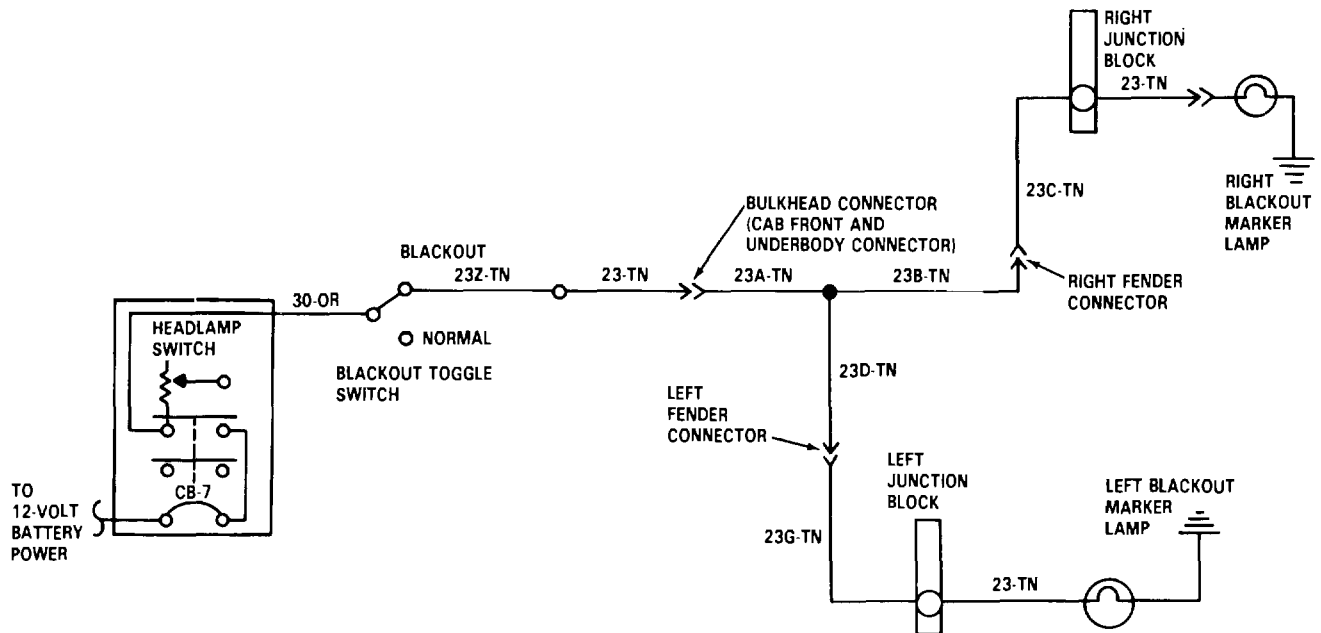 RIGHT
JUNCTION
BLOCK
23-TN
RIGHT
BLACKOUT
MARKER
LAMP
23C-TN
BULKHEAD CONNECTOR
(CAB FRONT AND
UNDERBODY CONNECTOR)
BLACKOUT
23Z-TN
23-TN
23A-TN
23B-TN
RIGHT FENDER
CONNECTOR
30-OR
HEADLAMP
SWITCH
NORMAL
BLACKOUT TOGGLE
SWITCH
23D-TN
LEFT
FENDER
CONNECTOR
CB-7
TO
12-VOLT
BATTERY
POWER
LEFT
JUNCTION
BLOCK
LEFT BLACKOUT
MARKER
LAMP
23G-TN
23-TN